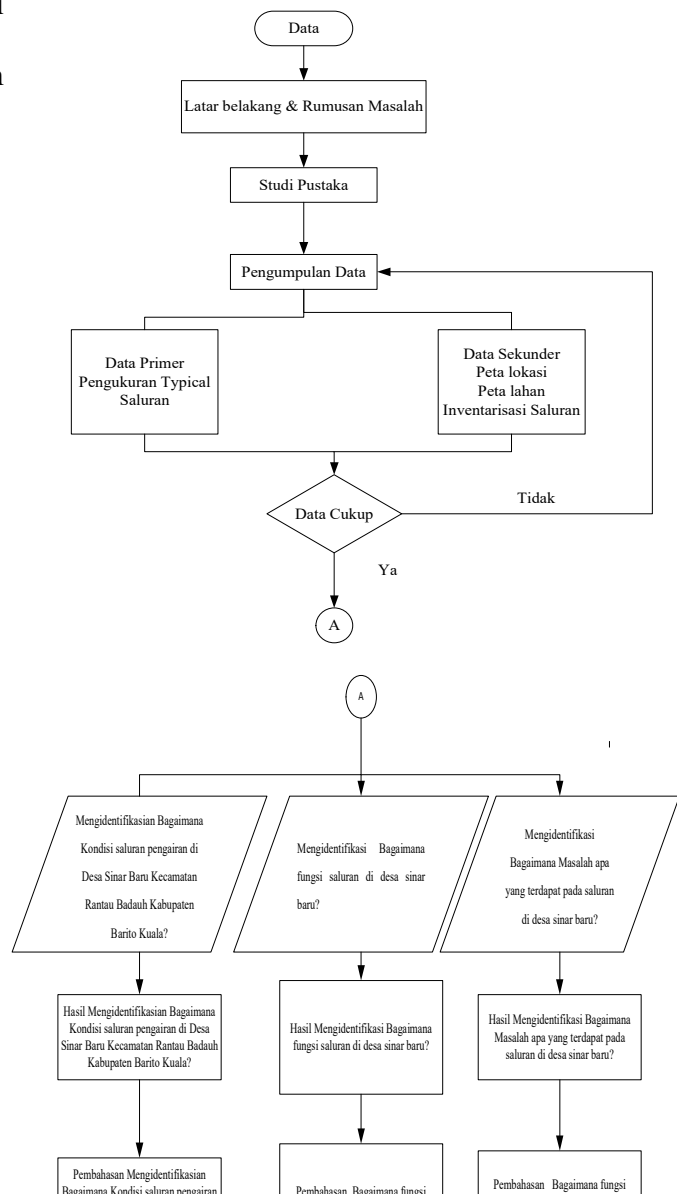 Data
Latar belakang & Rumusan Masalah
Studi Pustaka
Pengumpulan Data
Data Primer
Pengukuran Typical
Saluran
Data Sekunder
Peta lokasi
Peta lahan
Inventarisasi Saluran
Data Cukup
Tidak
Ya
A
A
Mengidentifikasian Bagaimana
Kondisi saluran pengairan di
Desa Sinar Baru Kecamatan
Rantau Badauh Kabupaten
Barito Kuala?
Mengidentifikasi Bagaimana
fungsi saluran di desa sinar
baru?
Mengidentifikasi
Bagaimana Masalah apa
yang terdapat pada saluran
di desa sinar baru?
Hasil Mengidentifikasian Bagaimana
Kondisi saluran pengairan di Desa
Sinar Baru Kecamatan Rantau Badauh
Kabupaten Barito Kuala?
Hasil Mengidentifikasi Bagaimana
fungsi saluran di desa sinar baru?
Hasil Mengidentifikasi Bagaimana
Masalah apa yang terdapat pada
saluran di desa sinar baru?
Pembahasan Mengidentifikasian
Bagaimana Kondisi saluran pengairan
Pembahasan Bagaimana fungsi
Pembahasan Bagaimana fungsi